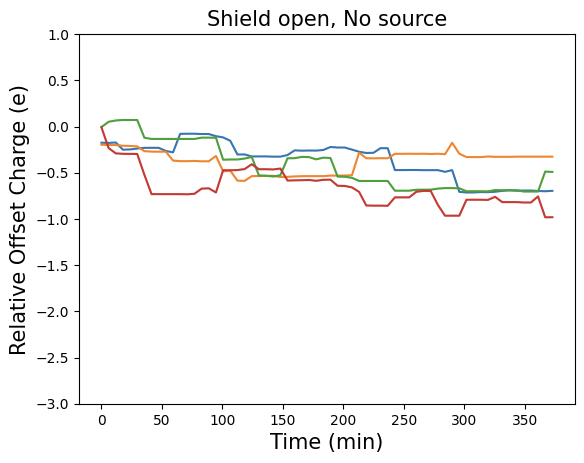 Shield open, No source
1.0
0.5
0.0
−0.5
−1.0
−1.5
−2.0
−2.5
−3.0
Relative Offset Charge (e)
0 50 100 150 200 250 300 350
Time (min)